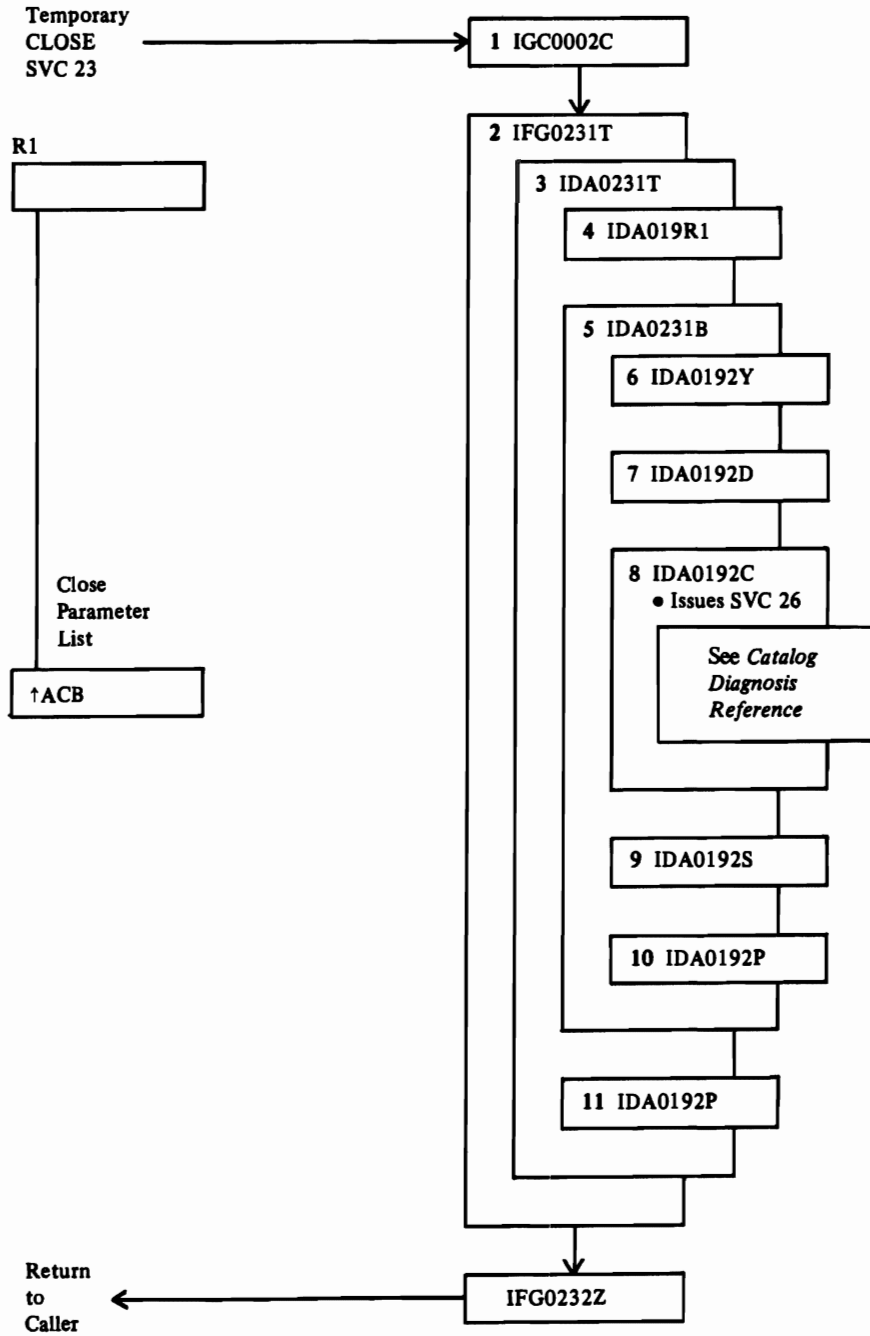 Temporary
CLOSE
SVC 23
1 IGC0002C
2 IFG0231T
R1
3 IDA0231T
4 IDA019R1
5 IDA0231B
6 IDA0192Y
7 IDA0192D
8 IDA0192C
• Issues SVC 26
Close
Parameter
List
See Catalog
Diagnosis
Reference
↑ACB
9 IDA0192S
10 IDA0192P
11 IDA0192P
Return
to
Caller
IFG0232Z